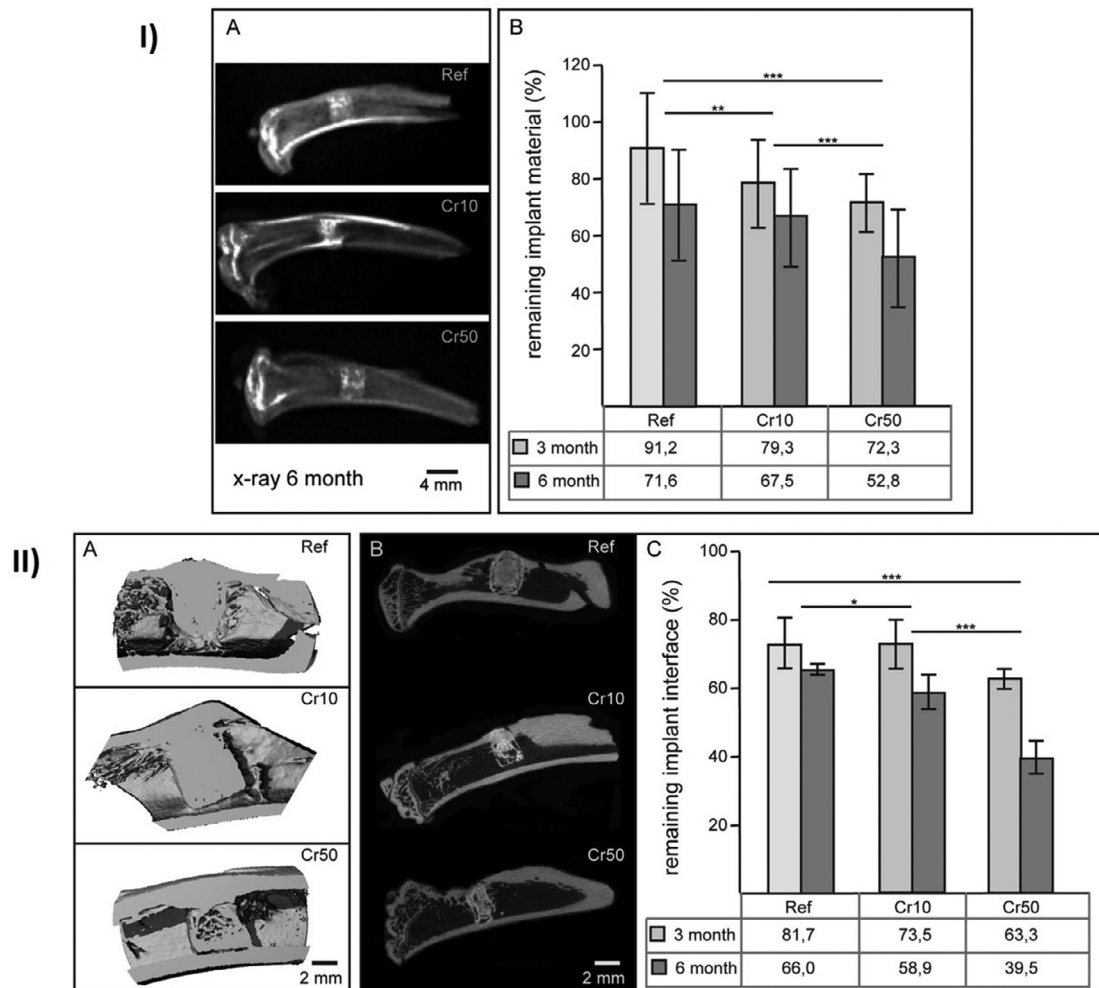 I)
A
Ref
Cr10
Cr50
x-ray 6 month
4 mm
B
remaining implant material (%)
120
100
80
60
40
20
***
**
***
Ref Cr10 Cr50
3 month 91,2 79,3 72,3
6 month 71,6 67,5 52,8
II)
A
Ref
Cr10
Cr50
2 mm
B
Ref
Cr10
Cr50
2 mm
C
remaining implant interface (%)
100
80
60
40
20
***
*
***
Ref Cr10 Cr50
3 month 81,7 73,5 63,3
6 month 66,0 58,9 39,5